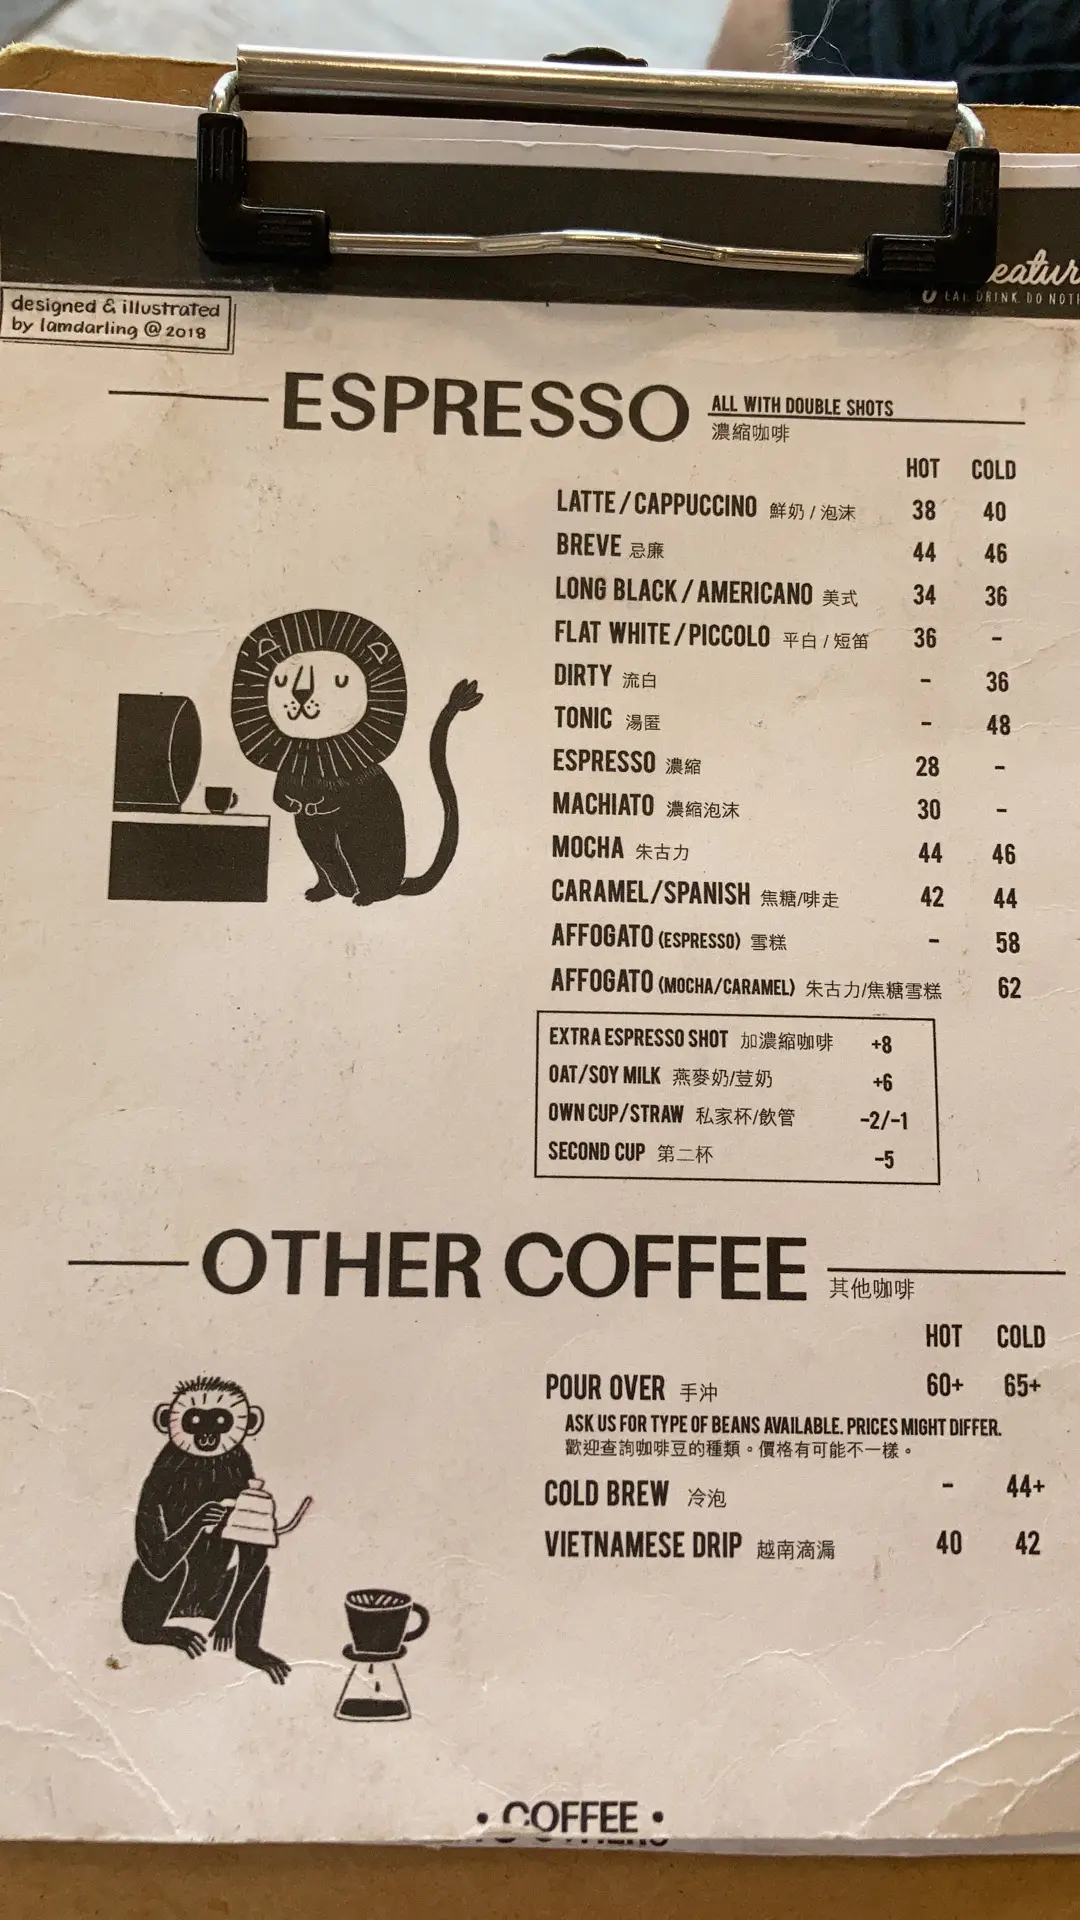 EAT. DRINK. DO NOT
designed & illustrated
by lamdarling @ 2018
ESPRESSO
ALL WITH DOUBLE SHOTS
濃縮咖啡
HOT COLD
LATTE/CAPPUCCINO 鮮奶/泡沫 38 40
BREVE 忌廉 44 46
LONG BLACK/AMERICANO 美式 34 36
FLAT WHITE/PICCOLO 平白/短笛 36 -
DIRTY 流白 - 36
TONIC 湯匿 - 48
ESPRESSO 濃縮 28 -
MACHIATO 濃縮泡沫 30 -
MOCHA 朱古力 44 46
CARAMEL/SPANISH 焦糖/啡走 42 44
AFFOGATO (ESPRESSO) 雪糕 - 58
AFFOGATO (MOCHA/CARAMEL) 朱古力/焦糖雪糕 62
EXTRA ESPRESSO SHOT 加濃縮咖啡 +8
OAT/SOY MILK 燕麥奶/荳奶 +6
OWN CUP/STRAW 私家杯/飲管 -2/-1
SECOND CUP 第二杯 -5
OTHER COFFEE
其他咖啡
HOT COLD
POUR OVER 手沖 60+ 65+
ASK US FOR TYPE OF BEANS AVAILABLE. PRICES MIGHT DIFFER.
歡迎查詢咖啡豆的種類。價格有可能不一樣。
COLD BREW 冷泡 - 44+
VIETNAMESE DRIP 越南滴漏 40 42
• COFFEE •